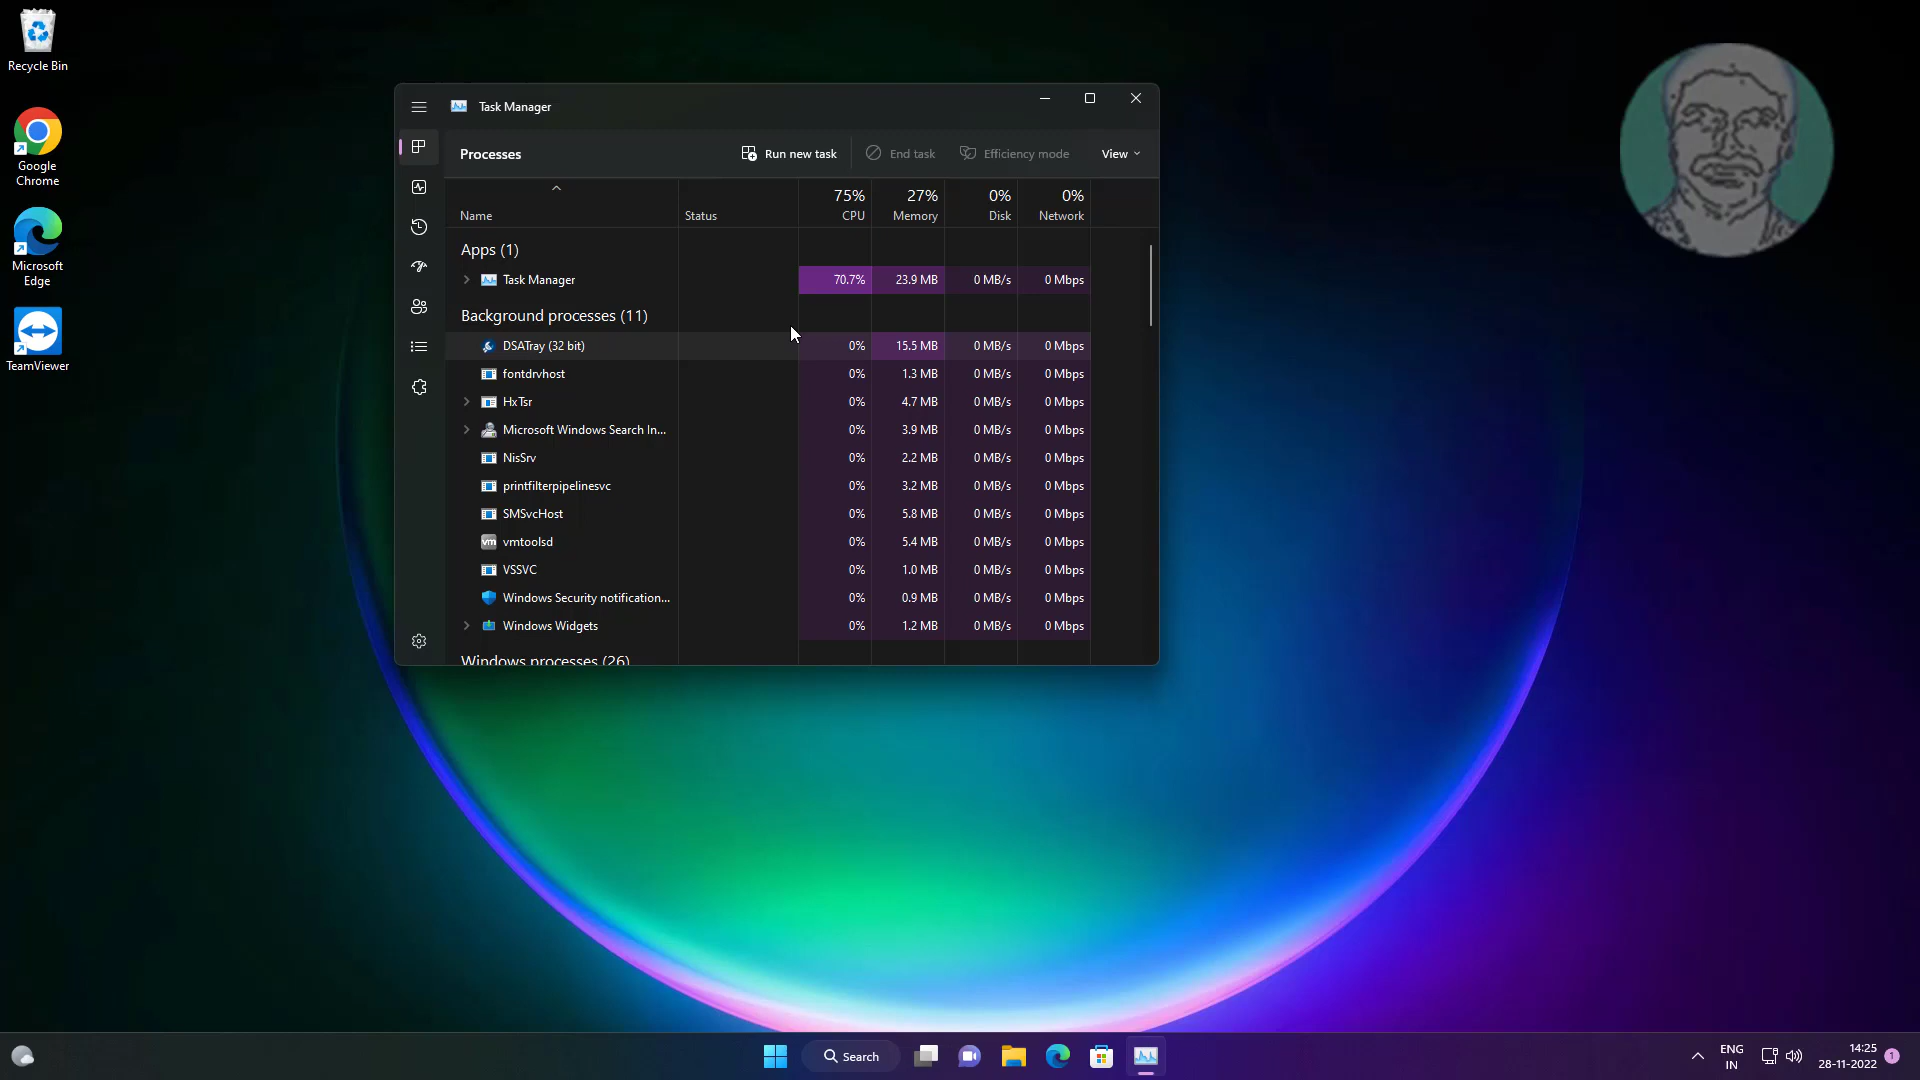 Recycle Bin
Google
Chrome
Microsoft
Edge
TeamViewer
Task Manager
Processes
Run new task
End task
Efficiency mode
View
Name
Status
75%
CPU
27%
Memory
0%
Disk
0%
Network
Apps (1)
Task Manager 70.7% 23.9 MB 0 MB/s 0 Mbps
Background processes (11)
DSATray (32 bit) 0% 15.5 MB 0 MB/s 0 Mbps
fontdrvhost 0% 1.3 MB 0 MB/s 0 Mbps
HxTsr 0% 4.7 MB 0 MB/s 0 Mbps
Microsoft Windows Search In... 0% 3.9 MB 0 MB/s 0 Mbps
NisSrv 0% 2.2 MB 0 MB/s 0 Mbps
printfilterpipelinesvc 0% 3.2 MB 0 MB/s 0 Mbps
SMSvcHost 0% 5.8 MB 0 MB/s 0 Mbps
vm vmtoolsd 0% 5.4 MB 0 MB/s 0 Mbps
VSSVC 0% 1.0 MB 0 MB/s 0 Mbps
Windows Security notification... 0% 0.9 MB 0 MB/s 0 Mbps
Windows Widgets 0% 1.2 MB 0 MB/s 0 Mbps
Windows processes (26)
Search
ENG
IN
14:25
28-11-2022
1